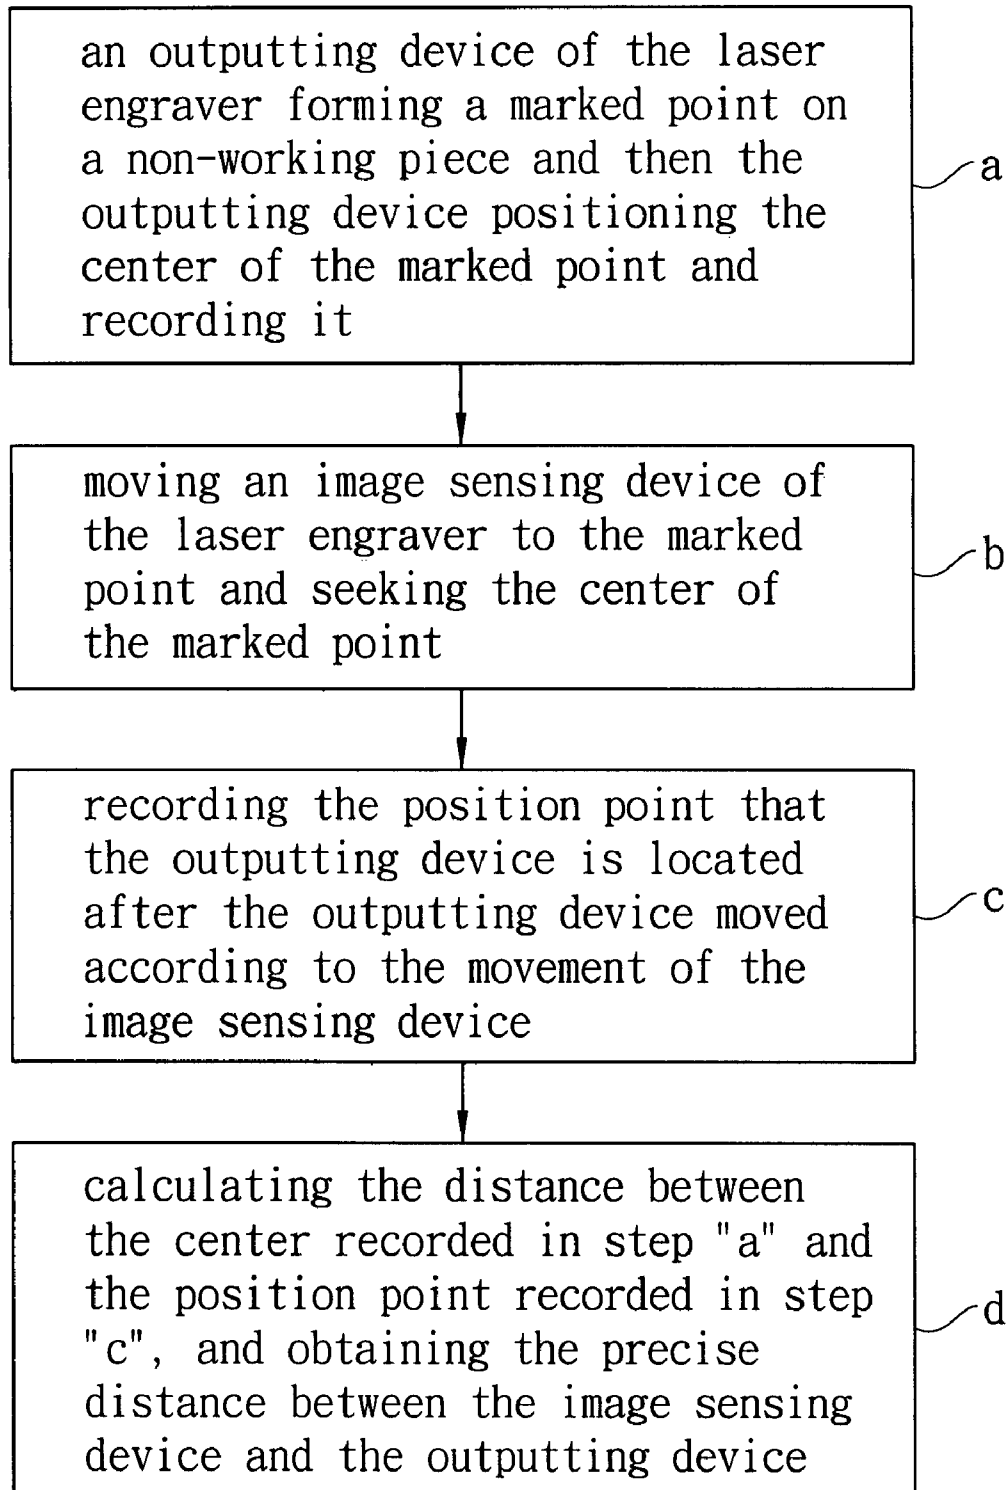 an outputting device of the laser
engraver forming a marked point on
a non-working piece and then the
outputting device positioning the
center of the marked point and
recording it
a
moving an image sensing device of
the laser engraver to the marked
point and seeking the center of
the marked point
b
recording the position point that
the outputting device is located
after the outputting device moved
according to the movement of the
image sensing device
c
calculating the distance between
the center recorded in step "a" and
the position point recorded in step
"c", and obtaining the precise
distance between the image sensing
device and the outputting device
d